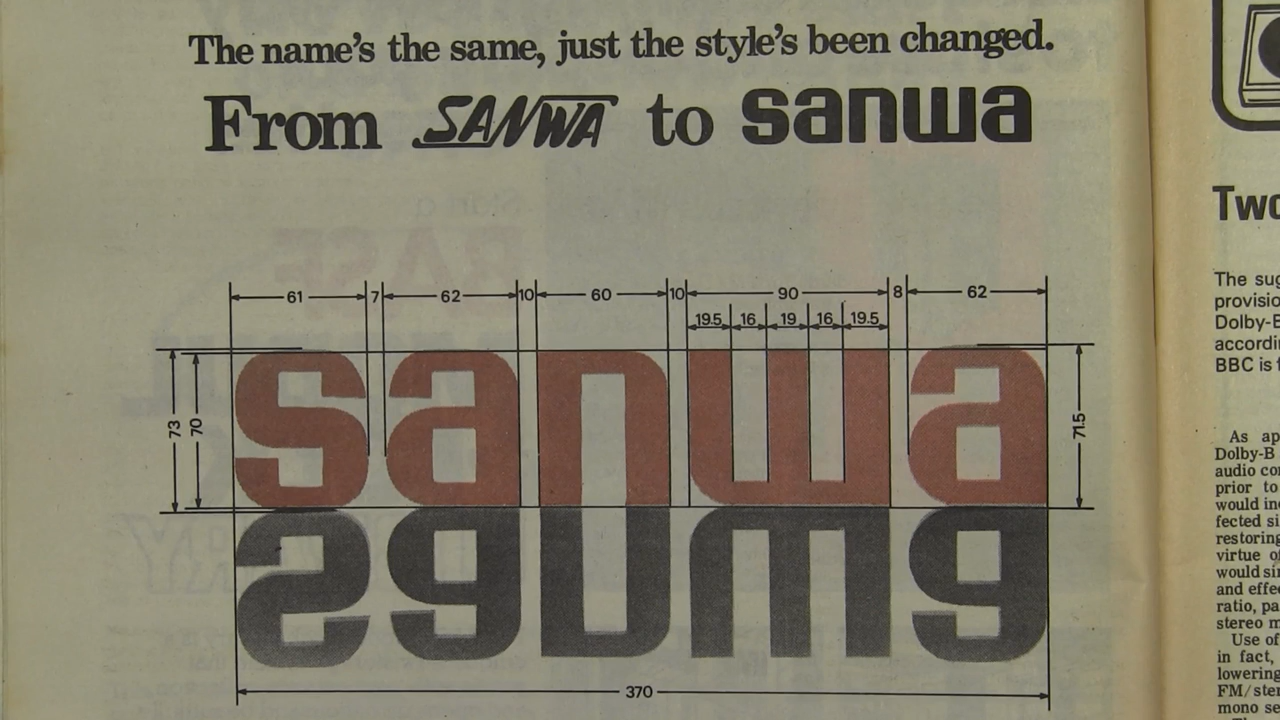 The name's the same, just the style's been changed.
From SANWA to sanwa
61 7 62 10 60 10 90 8 62
19.5 16 19 16 19.5
73 70 71.5
sanwa
sanwa
370
Two
The
provisio
Dolby-B
accordi
BBC is
As ap
Dolby-B
audio co
prior to
would in
fected si
restoring
virtue of
would si
and effe
ratio, pa
stereo m
Use of
in fact,
lowering
FM/ster
mono se